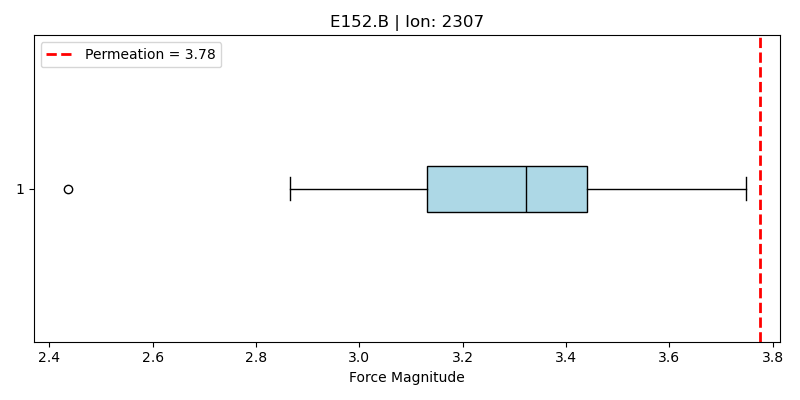 E152.B | Ion: 2307
Permeation = 3.78
1
2.4 2.6 2.8 3.0 3.2 3.4 3.6 3.8
Force Magnitude